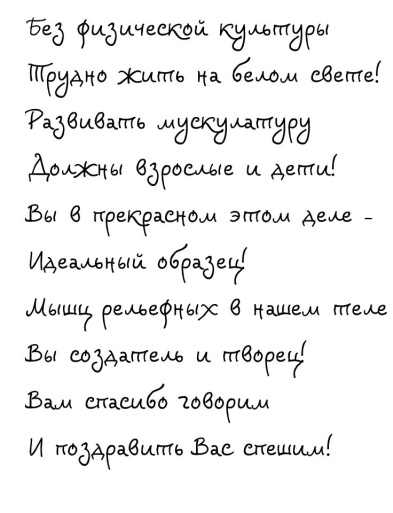 Без физической культуры
Трудно жить на белом свете!
Развивать мускулатуру
Должны взрослые и дети!
Вы в прекрасном этом деле -
Идеальный образец!
Мышц рельефных в нашем теле
Вы создатель и творец!
Вам спасибо говорим
И поздравить Вас спешим!